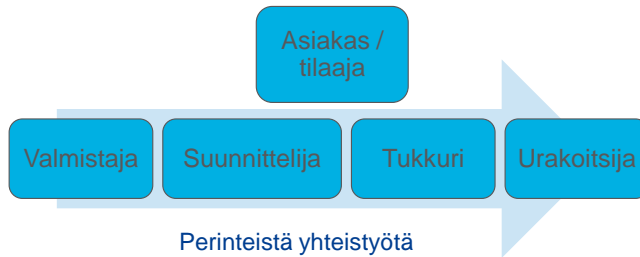 Asiakas /
tilaaja
Valmistaja
Suunnittelija
Tukkuri
Urakoitsija
Perinteistä yhteistyötä